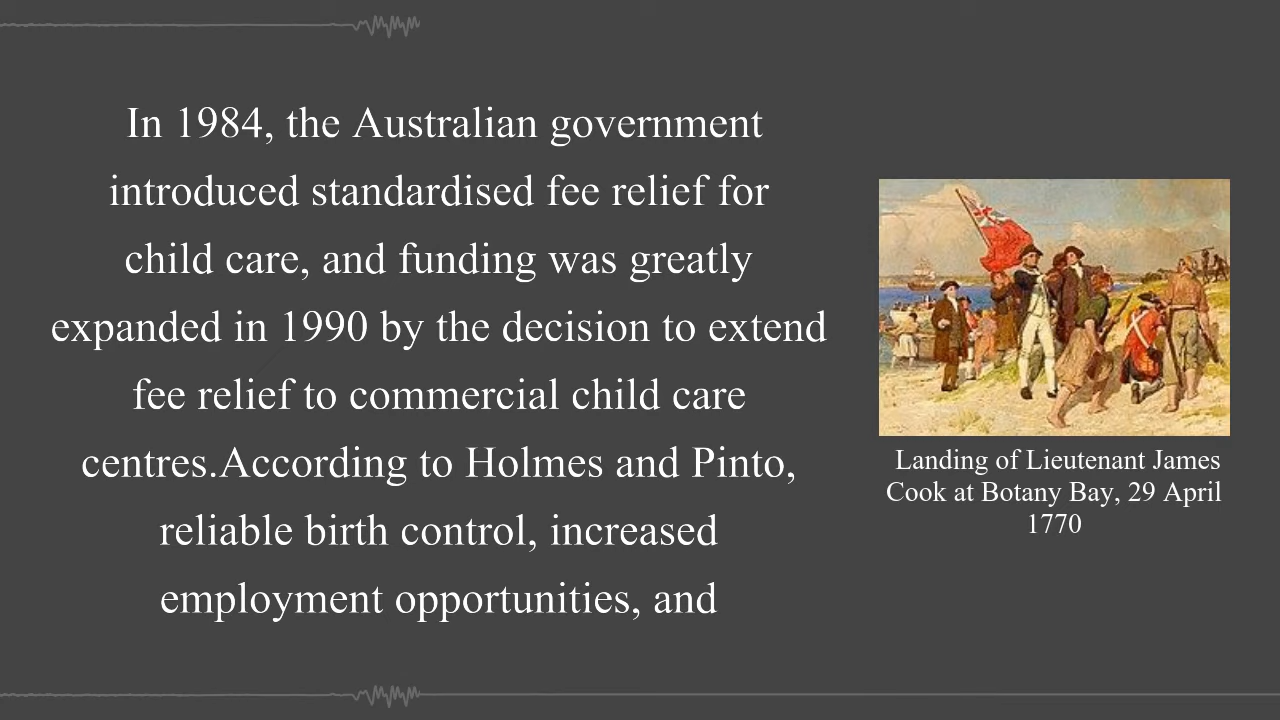 In 1984, the Australian government
introduced standardised fee relief for
child care, and funding was greatly
expanded in 1990 by the decision to extend
fee relief to commercial child care
centres.According to Holmes and Pinto,
reliable birth control, increased
employment opportunities, and
Landing of Lieutenant James
Cook at Botany Bay, 29 April
1770